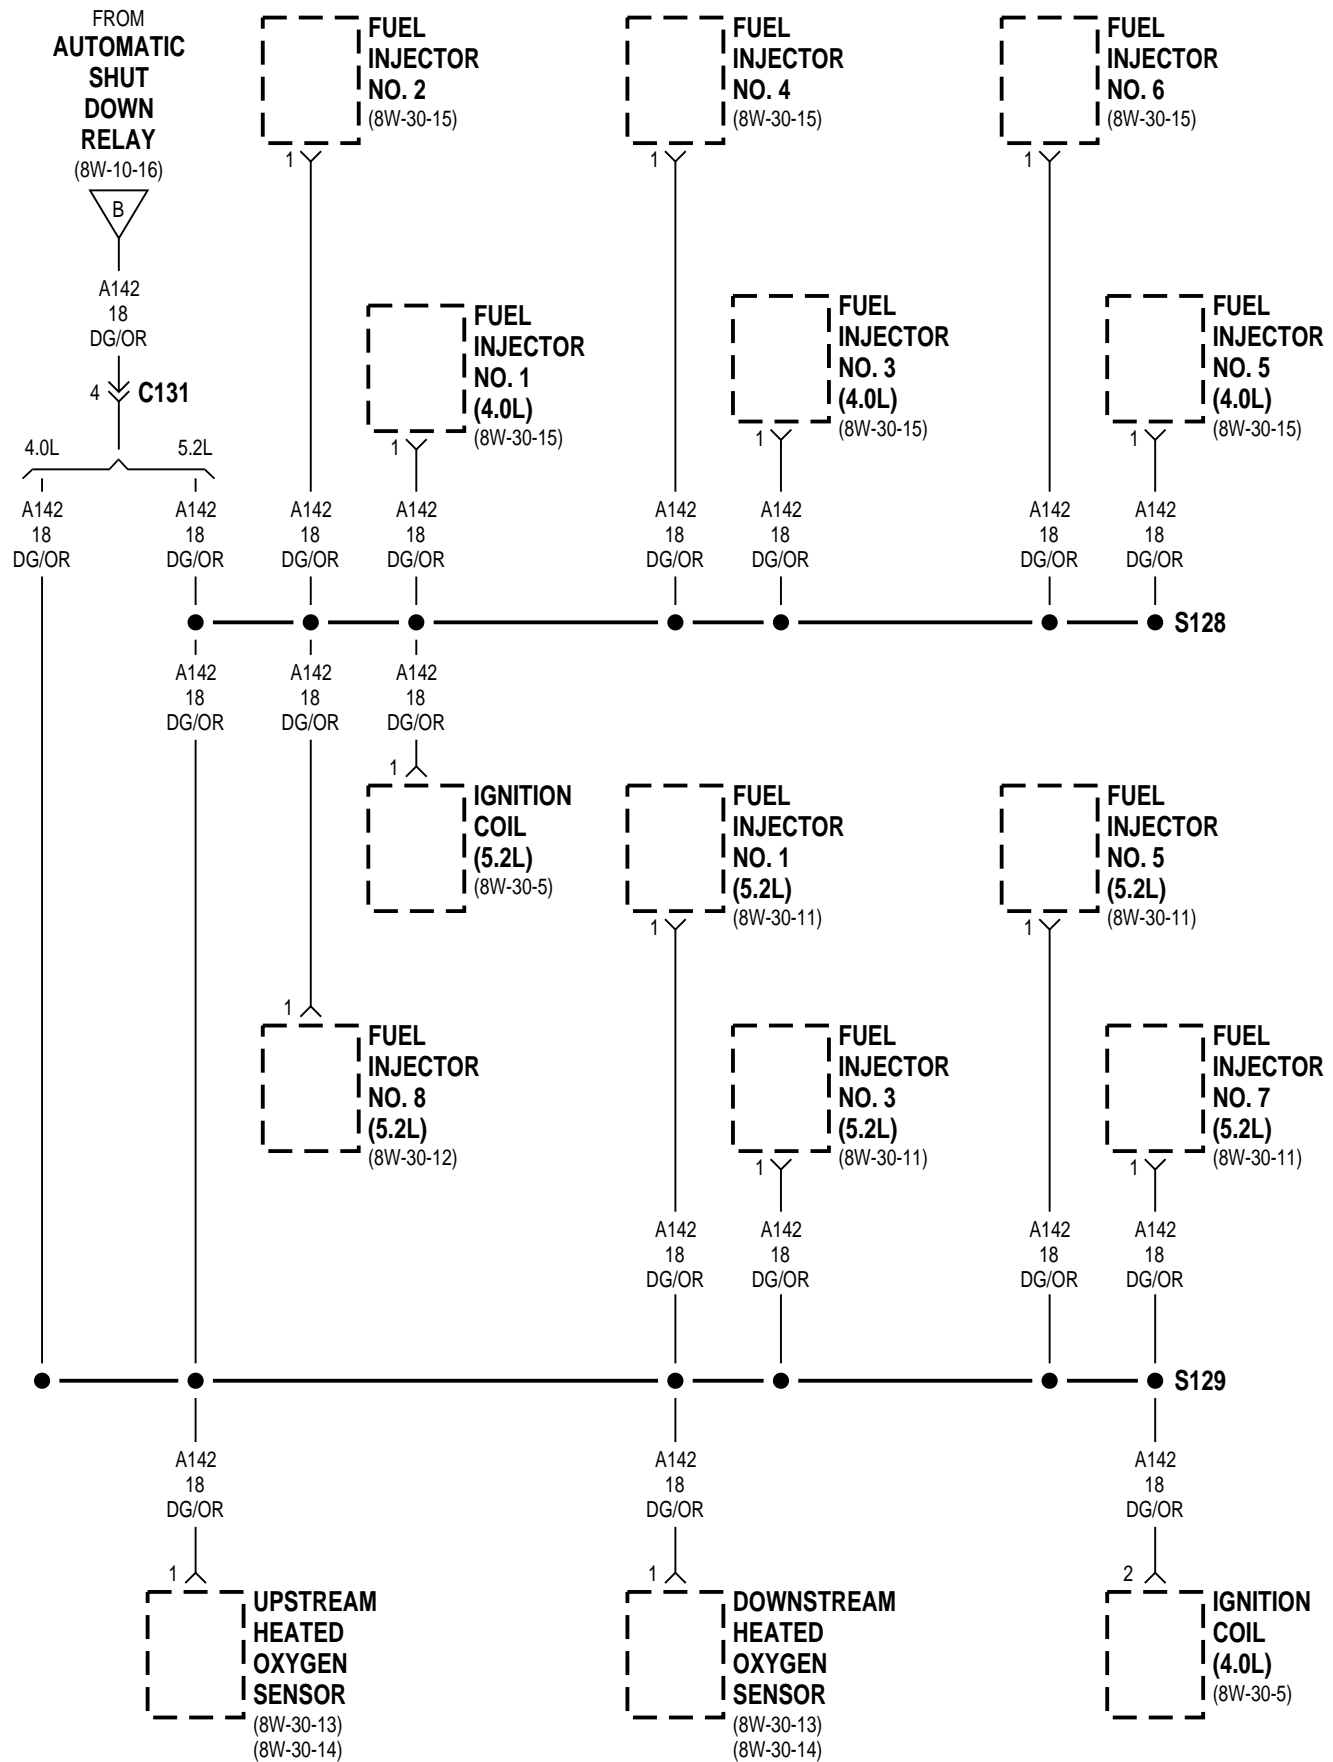 FROM
AUTOMATIC
SHUT
DOWN
RELAY
(8W-10-16)
B
A142
18
DG/OR
4
C131
4.0L
5.2L
FUEL
INJECTOR
NO. 2
(8W-30-15)
1
FUEL
INJECTOR
NO. 4
(8W-30-15)
1
FUEL
INJECTOR
NO. 6
(8W-30-15)
1
FUEL
INJECTOR
NO. 1
(4.0L)
(8W-30-15)
1
FUEL
INJECTOR
NO. 3
(4.0L)
(8W-30-15)
1
FUEL
INJECTOR
NO. 5
(4.0L)
(8W-30-15)
1
A142
18
DG/OR
A142
18
DG/OR
A142
18
DG/OR
A142
18
DG/OR
A142
18
DG/OR
A142
18
DG/OR
A142
18
DG/OR
A142
18
DG/OR
S128
A142
18
DG/OR
A142
18
DG/OR
A142
18
DG/OR
1
IGNITION
COIL
(5.2L)
(8W-30-5)
FUEL
INJECTOR
NO. 1
(5.2L)
(8W-30-11)
1
FUEL
INJECTOR
NO. 5
(5.2L)
(8W-30-11)
1
1
FUEL
INJECTOR
NO. 8
(5.2L)
(8W-30-12)
FUEL
INJECTOR
NO. 3
(5.2L)
(8W-30-11)
1
FUEL
INJECTOR
NO. 7
(5.2L)
(8W-30-11)
1
A142
18
DG/OR
A142
18
DG/OR
A142
18
DG/OR
A142
18
DG/OR
S129
A142
18
DG/OR
A142
18
DG/OR
A142
18
DG/OR
1
UPSTREAM
HEATED
OXYGEN
SENSOR
(8W-30-13)
(8W-30-14)
1
DOWNSTREAM
HEATED
OXYGEN
SENSOR
(8W-30-13)
(8W-30-14)
2
IGNITION
COIL
(4.0L)
(8W-30-5)